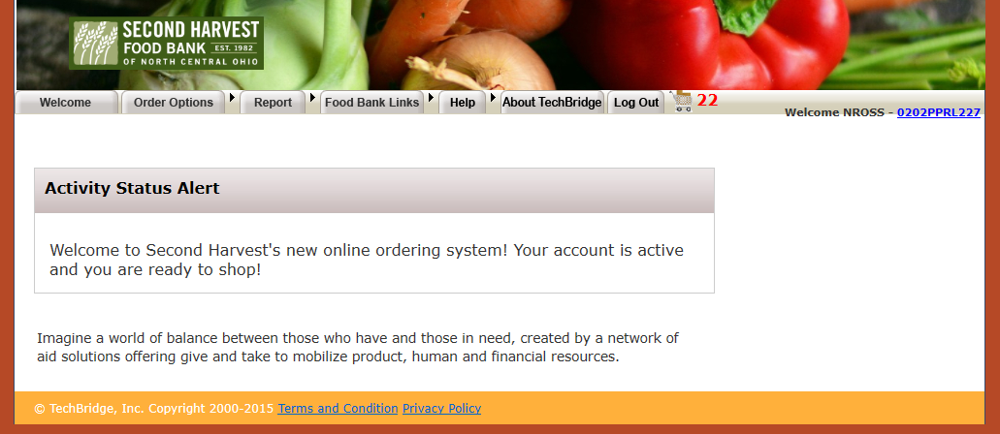 SECOND HARVEST
FOOD BANK EST. 1982
OF NORTH CENTRAL OHIO
Welcome Order Options Report Food Bank Links Help About TechBridge Log Out 22
Welcome NROSS - 0202PPRL227
Activity Status Alert
Welcome to Second Harvest's new online ordering system! Your account is active
and you are ready to shop!
Imagine a world of balance between those who have and those in need, created by a network of
aid solutions offering give and take to mobilize product, human and financial resources.
© TechBridge, Inc. Copyright 2000-2015 Terms and Condition Privacy Policy